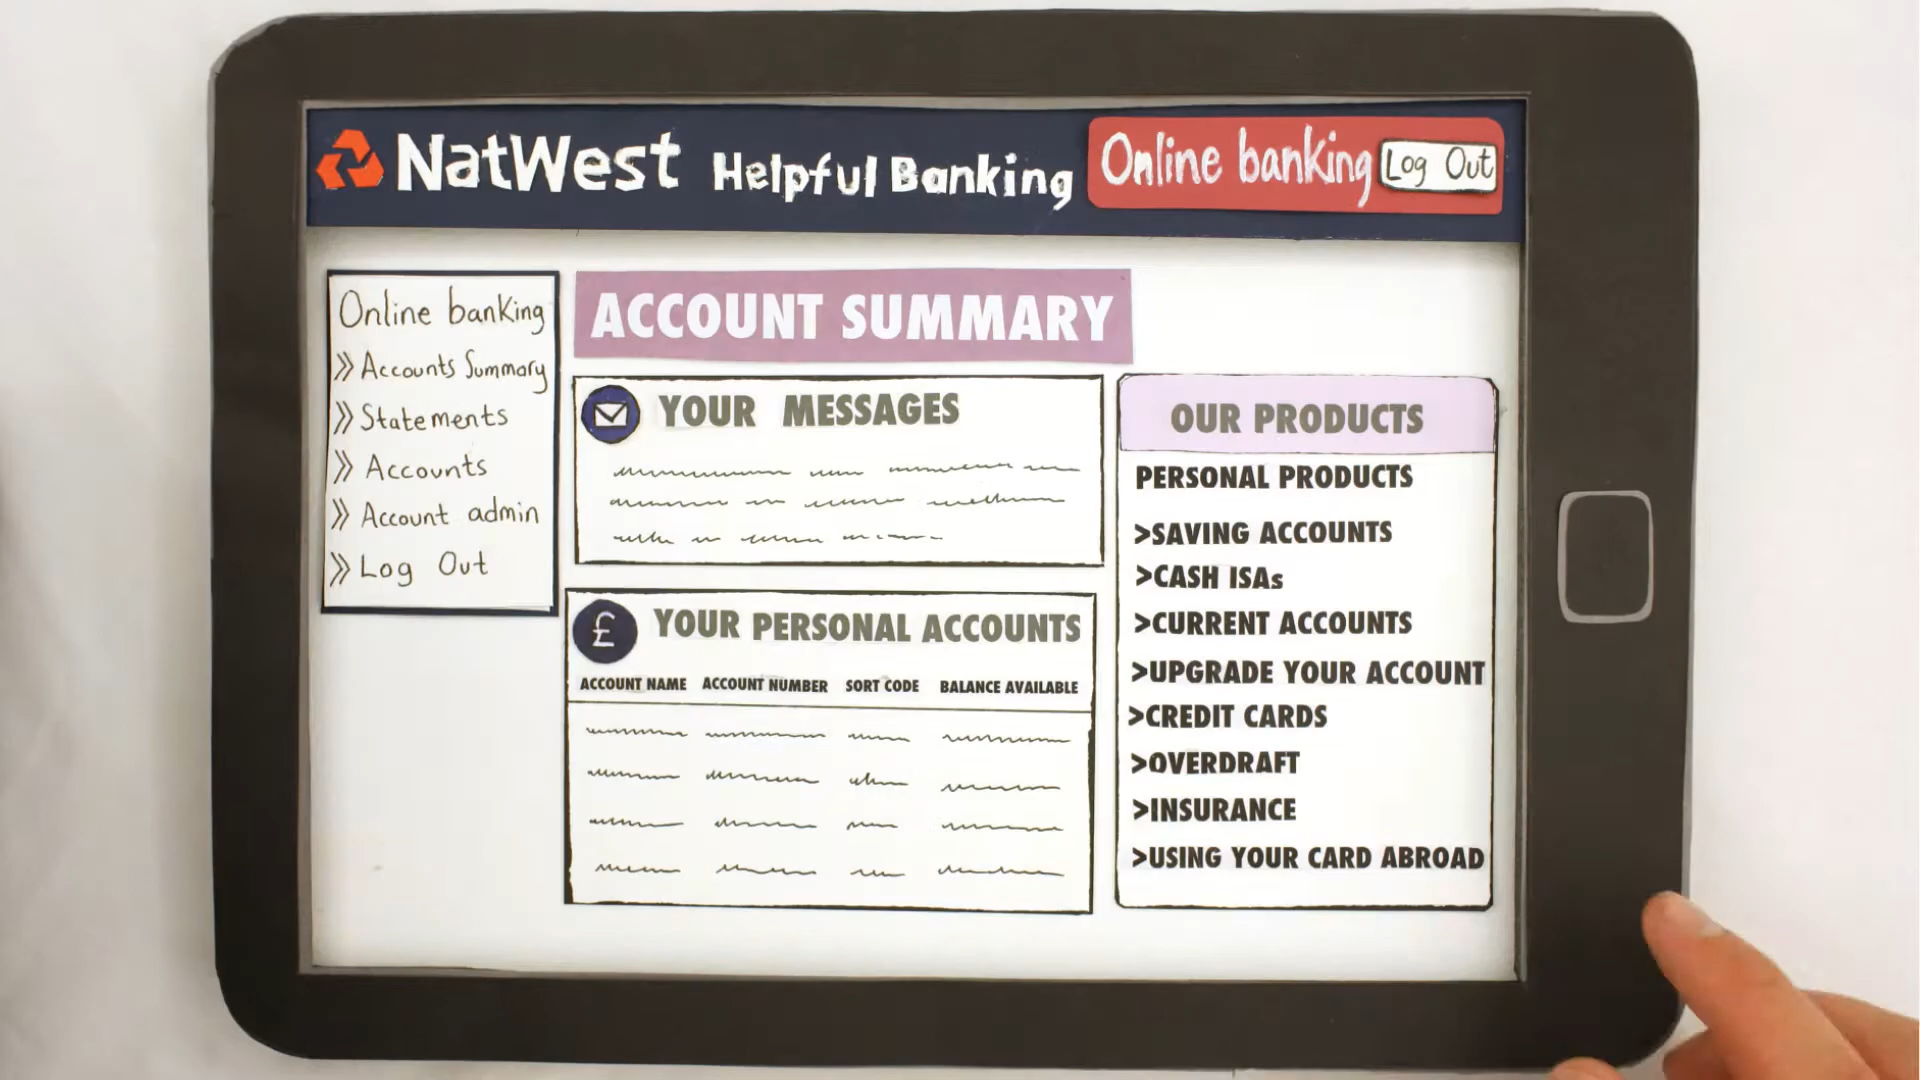 NatWest Helpful Banking
Online banking
Log Out
Online banking
» Accounts Summary
» Statements
» Accounts
» Account admin
» Log Out
ACCOUNT SUMMARY
YOUR MESSAGES
£ YOUR PERSONAL ACCOUNTS
ACCOUNT NAME ACCOUNT NUMBER SORT CODE BALANCE AVAILABLE
OUR PRODUCTS
PERSONAL PRODUCTS
>SAVING ACCOUNTS
>CASH ISAs
>CURRENT ACCOUNTS
>UPGRADE YOUR ACCOUNT
>CREDIT CARDS
>OVERDRAFT
>INSURANCE
>USING YOUR CARD ABROAD